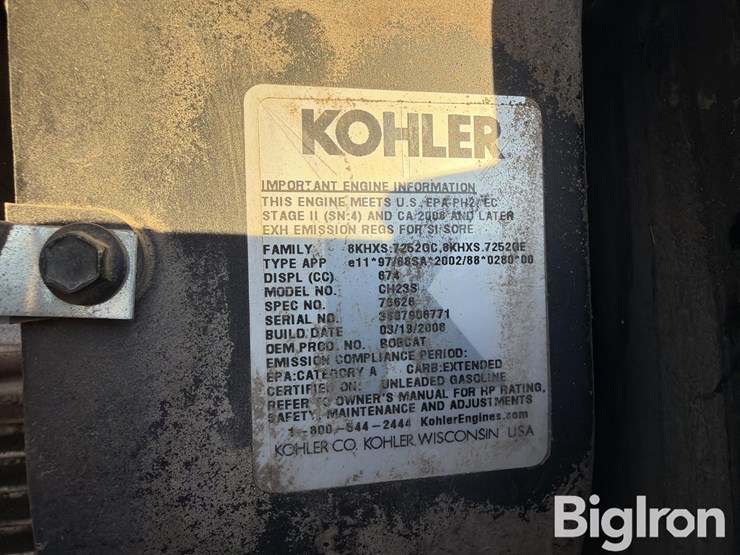 KOHLER
IMPORTANT ENGINE INFORMATION
THIS ENGINE MEETS U.S. EPA PH2, EC
STAGE II (SN:4) AND CA 2008 AND LATER
EXH EMISSION REGS FOR SI SORE
FAMILY 8KHXS.7252GC,8KHXS.7252GE
TYPE APP e11*97/68SA*2002/88*0280*00
DISPL (CC) 674
MODEL NO. CH23S
SPEC NO. 76626
SERIAL NO. 3807906771
BUILD. DATE 03/19/2008
OEM PROD. NO. BOBCAT
EMISSION COMPLIANCE PERIOD:
EPA:CATEGORY A CARB:EXTENDED
CERTIFIED ON: UNLEADED GASOLINE
REFER TO OWNER'S MANUAL FOR HP RATING,
SAFETY, MAINTENANCE AND ADJUSTMENTS
1-800-544-2444 KohlerEngines.com
KOHLER CO. KOHLER, WISCONSIN USA
BigIron